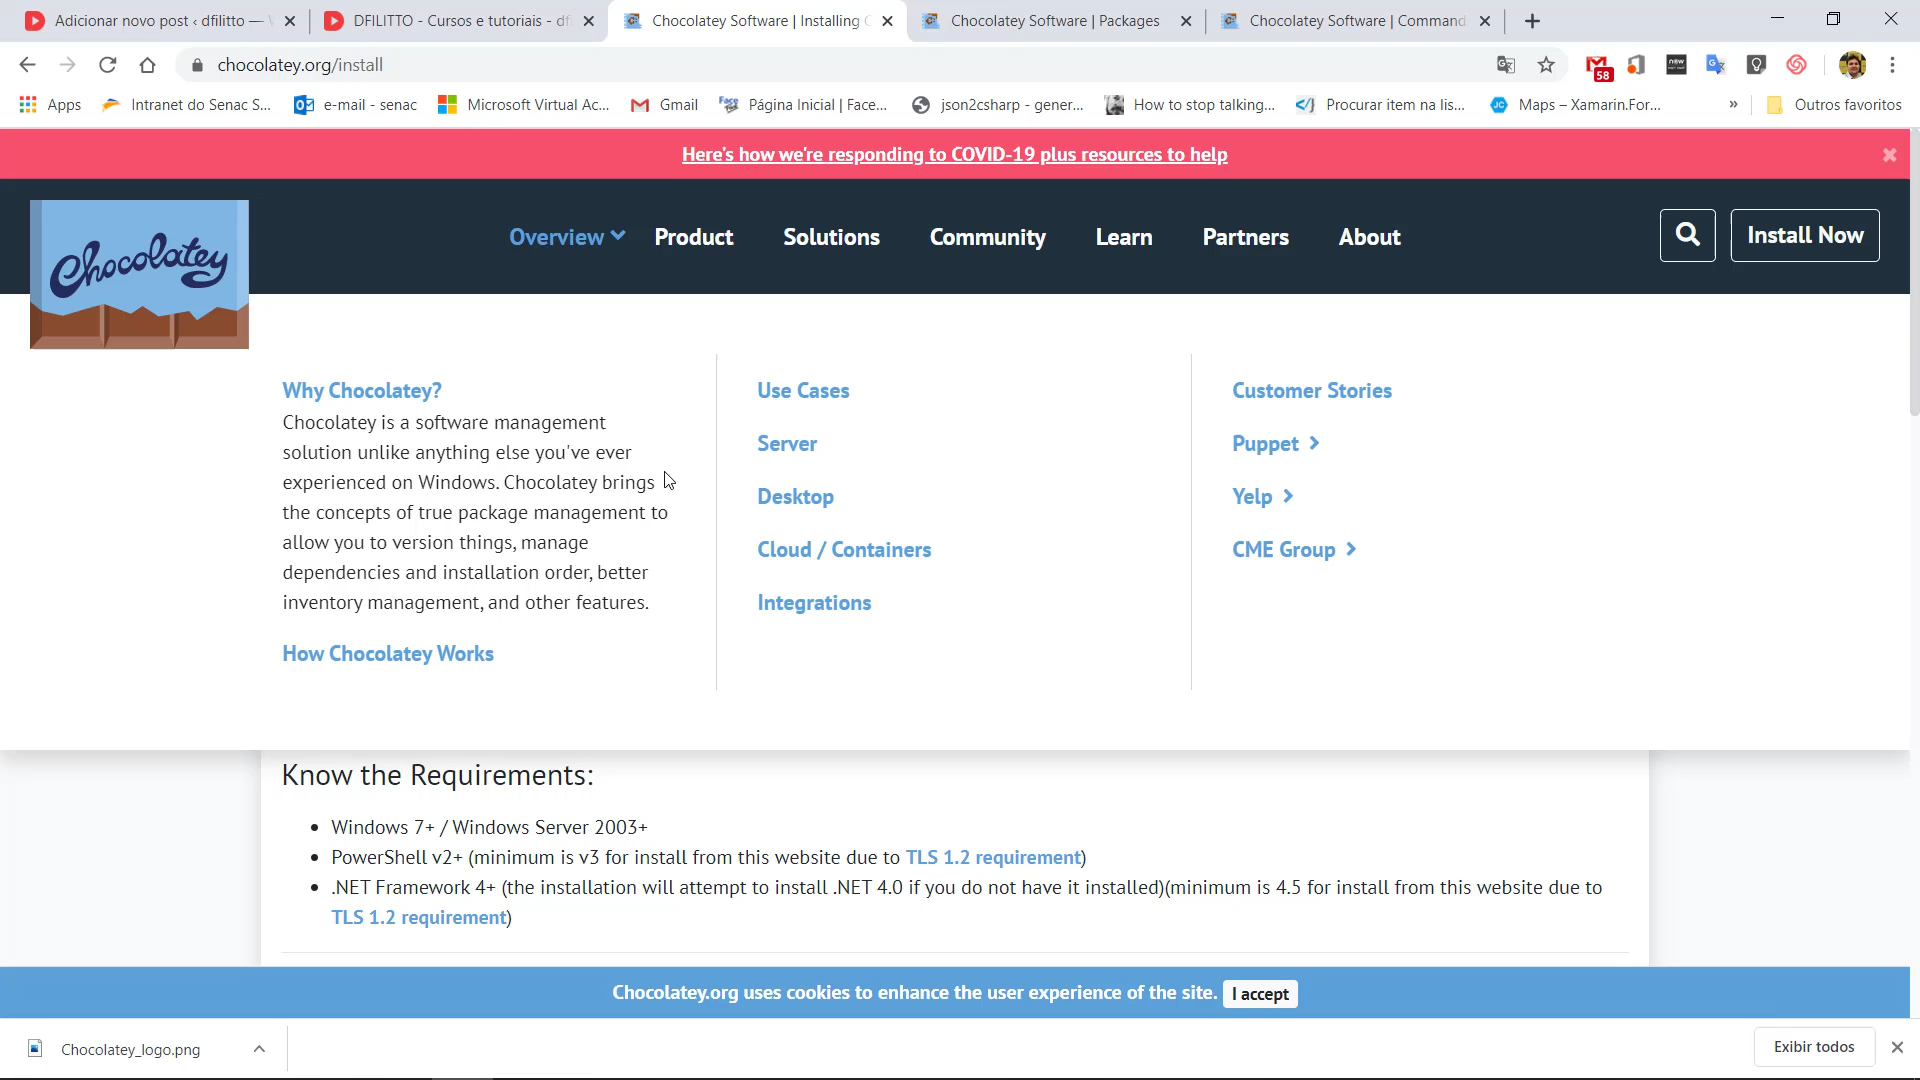 Adicionar novo post ‹ dfilitto —
DFILITTO - Cursos e tutoriais - df
Chocolatey Software | Installing C
Chocolatey Software | Packages
Chocolatey Software | Command
chocolatey.org/install
58
now
Apps
Intranet do Senac S...
e-mail - senac
Microsoft Virtual Ac...
Gmail
Página Inicial | Face...
json2csharp - gener...
How to stop talking...
Procurar item na lis...
JC
Maps – Xamarin.For...
»
Outros favoritos
Here's how we're responding to COVID-19 plus resources to help
Chocolatey
Overview
Product
Solutions
Community
Learn
Partners
About
Install Now
Why Chocolatey?
Chocolatey is a software management
solution unlike anything else you've ever
experienced on Windows. Chocolatey brings
the concepts of true package management to
allow you to version things, manage
dependencies and installation order, better
inventory management, and other features.
How Chocolatey Works
Use Cases
Server
Desktop
Cloud / Containers
Integrations
Customer Stories
Puppet
Yelp
CME Group
Know the Requirements:
• Windows 7+ / Windows Server 2003+
• PowerShell v2+ (minimum is v3 for install from this website due to TLS 1.2 requirement)
• .NET Framework 4+ (the installation will attempt to install .NET 4.0 if you do not have it installed)(minimum is 4.5 for install from this website due to
TLS 1.2 requirement)
Chocolatey.org uses cookies to enhance the user experience of the site.
I accept
Chocolatey_logo.png
Exibir todos